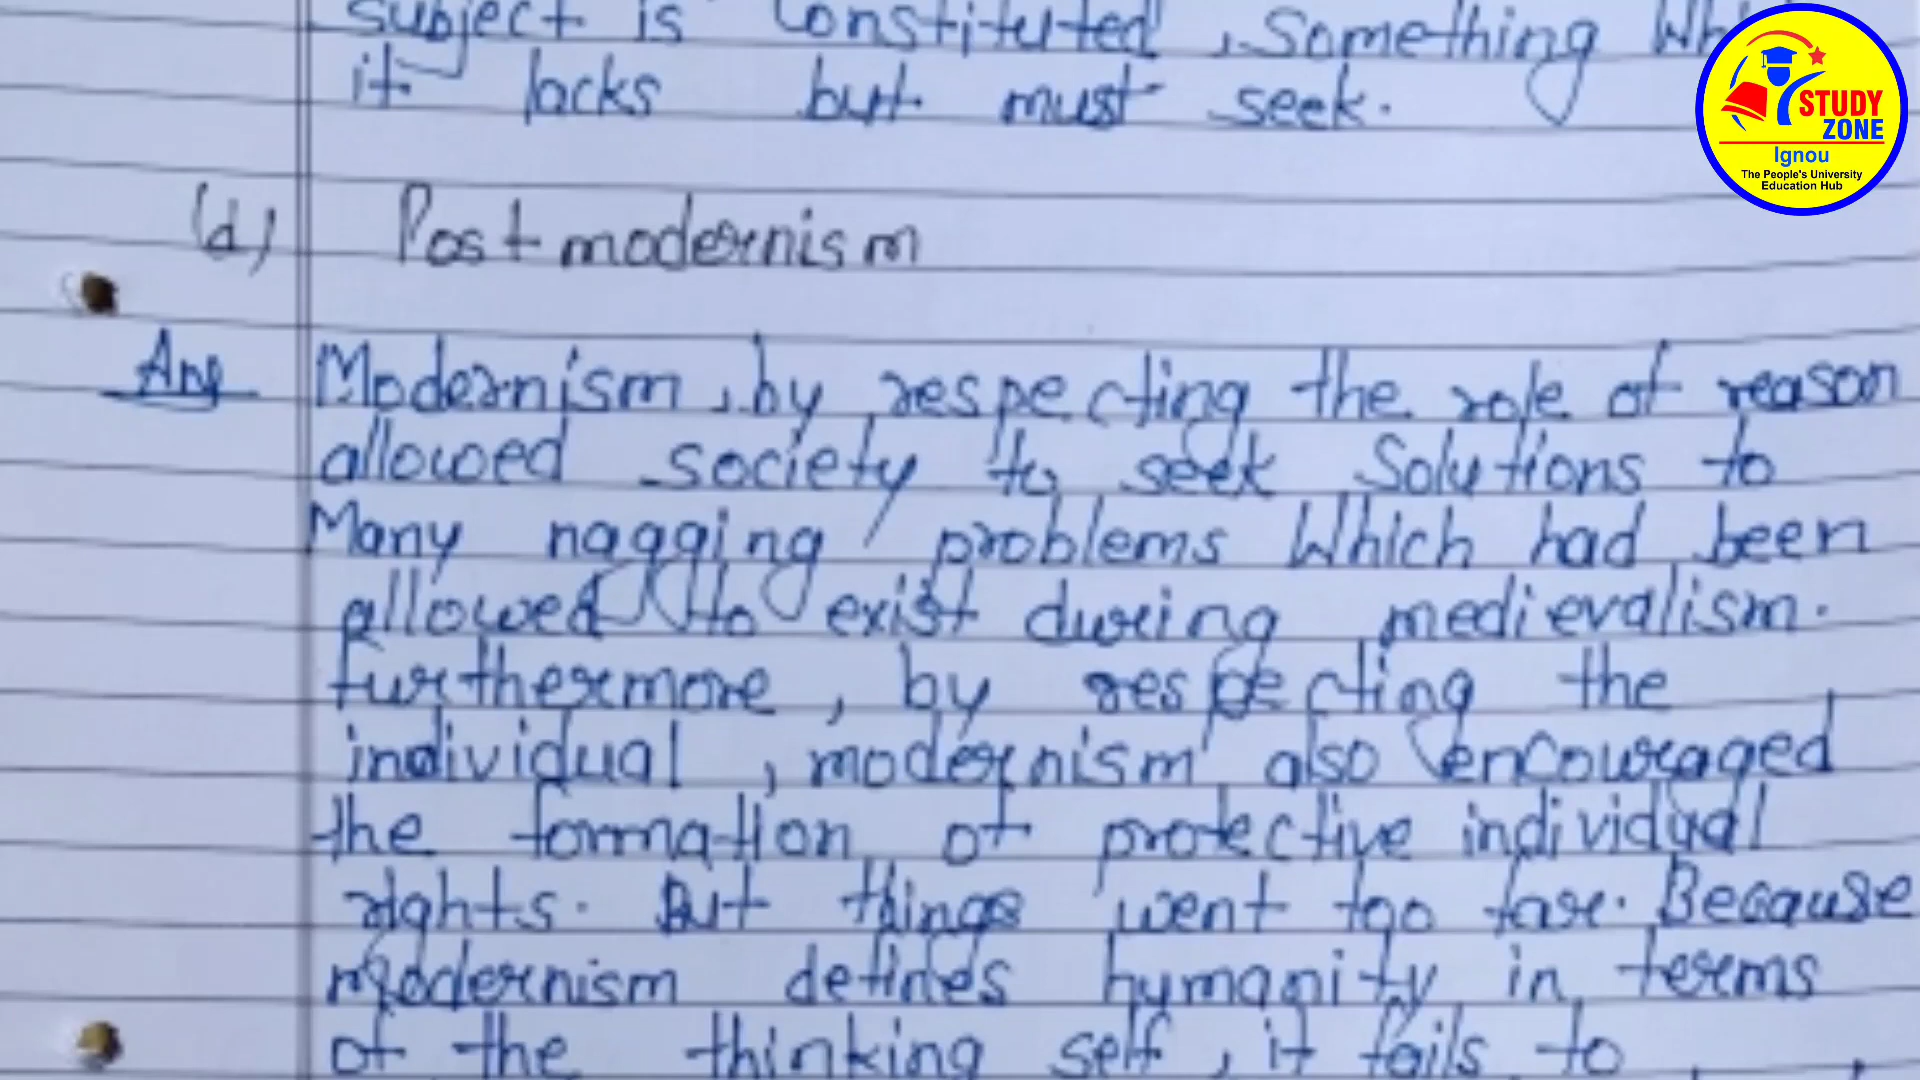 subject is constituted, something Wh
it lacks but must seek.
(d) Postmodernism
Ans Modernism, by respecting the role of reason
allowed society to seek solutions to
Many nagging problems Which had been
allowed to exist during medievalism.
furthermore, by respecting the
individual, modernism also encouraged
the formation of protective individual
rights. But things went too far. Because
modernism defines humanity in terms
of the thinking self, it fails to
STUDY
ZONE
Ignou
The People's University
Education Hub